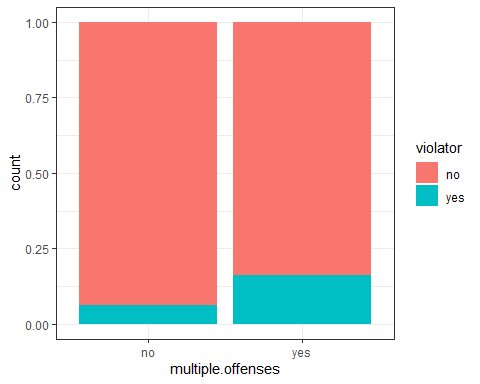 1.00
0.75
0.50
0.25
0.00
count
no yes
multiple.offenses
violator
no
yes